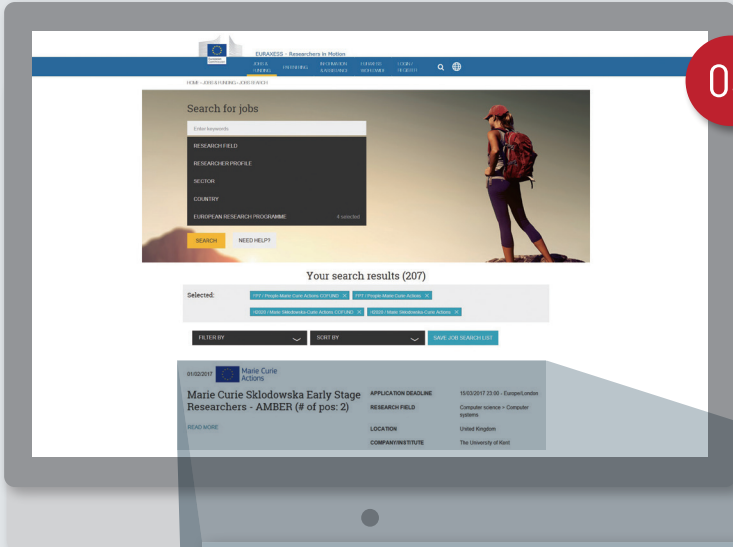 EURAXESS - Researchers in Motion
JOBS & FUNDING
PARTNERING
INFORMATION & ASSISTANCE
EURAXESS WORLDWIDE
LOGIN / REGISTER
HOME › JOBS & FUNDING › JOBS SEARCH
Search for jobs
Enter keywords
RESEARCH FIELD
RESEARCHER PROFILE
SECTOR
COUNTRY
EUROPEAN RESEARCH PROGRAMME 4 selected
SEARCH NEED HELP?
Your search results (207)
Selected:
FP7 / People Marie Curie Actions COFUND × FP7 / People Marie Curie Actions ×
H2020 / Marie Skłodowska-Curie Actions COFUND × H2020 / Marie Skłodowska-Curie Actions ×
FILTER BY SORT BY SAVE JOB SEARCH LIST
01/02/2017
Marie Curie
Actions
Marie Curie Sklodowska Early Stage
Researchers - AMBER (# of pos: 2)
READ MORE
APPLICATION DEADLINE 15/03/2017 23:00 - Europe/London
RESEARCH FIELD Computer science > Computer
systems
LOCATION United Kingdom
COMPANY/INSTITUTE The University of Kent